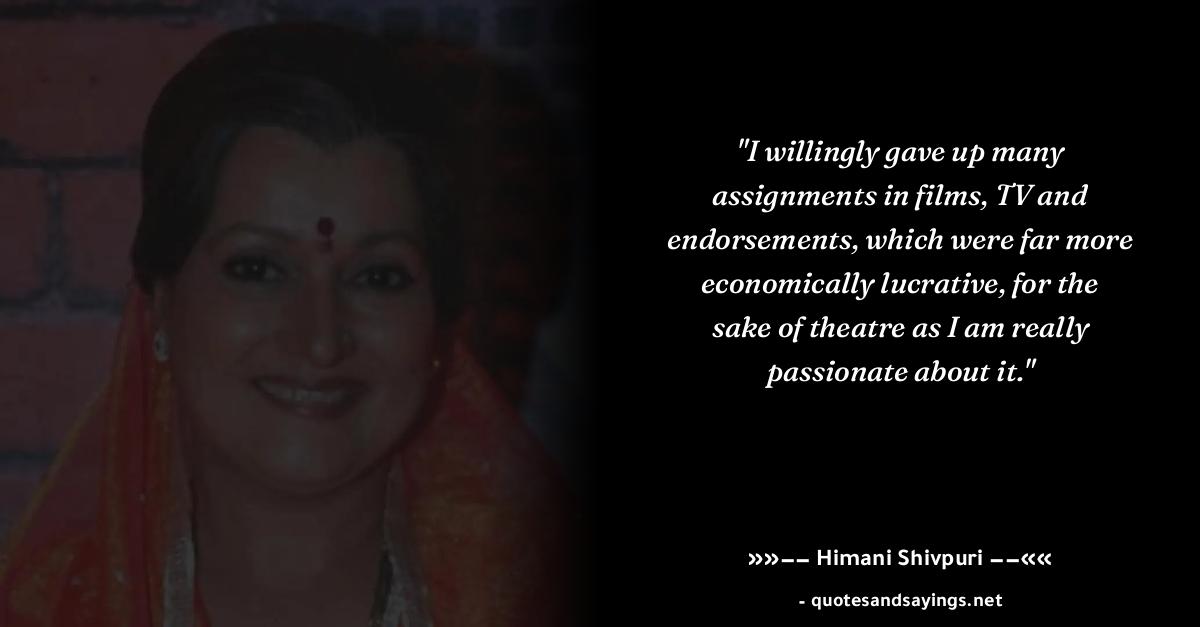 "I willingly gave up many
assignments in films, TV and
endorsements, which were far more
economically lucrative, for the
sake of theatre as I am really
passionate about it."
»»–– Himani Shivpuri ––««
- quotesandsayings.net